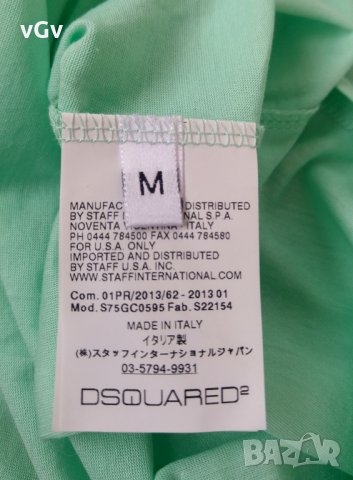 vGv
M
MANUFAC DISTRIBUTED
BY STAFF IN NAL S.P.A.
NOVENTA VICENTINA - ITALY
PH 0444 784500 FAX 0444 784580
FOR U.S.A. ONLY
IMPORTED AND DISTRIBUTED
BY STAFF U.S.A. INC.
WWW.STAFFINTERNATIONAL.COM
Com. 01PR/2013/62 - 2013 01
Mod. S75GC0595 Fab. S22154
MADE IN ITALY
イタリア製
(株)スタッフインターナショナルジャパン
03-5794-9931
DSQUARED2
BAZAR